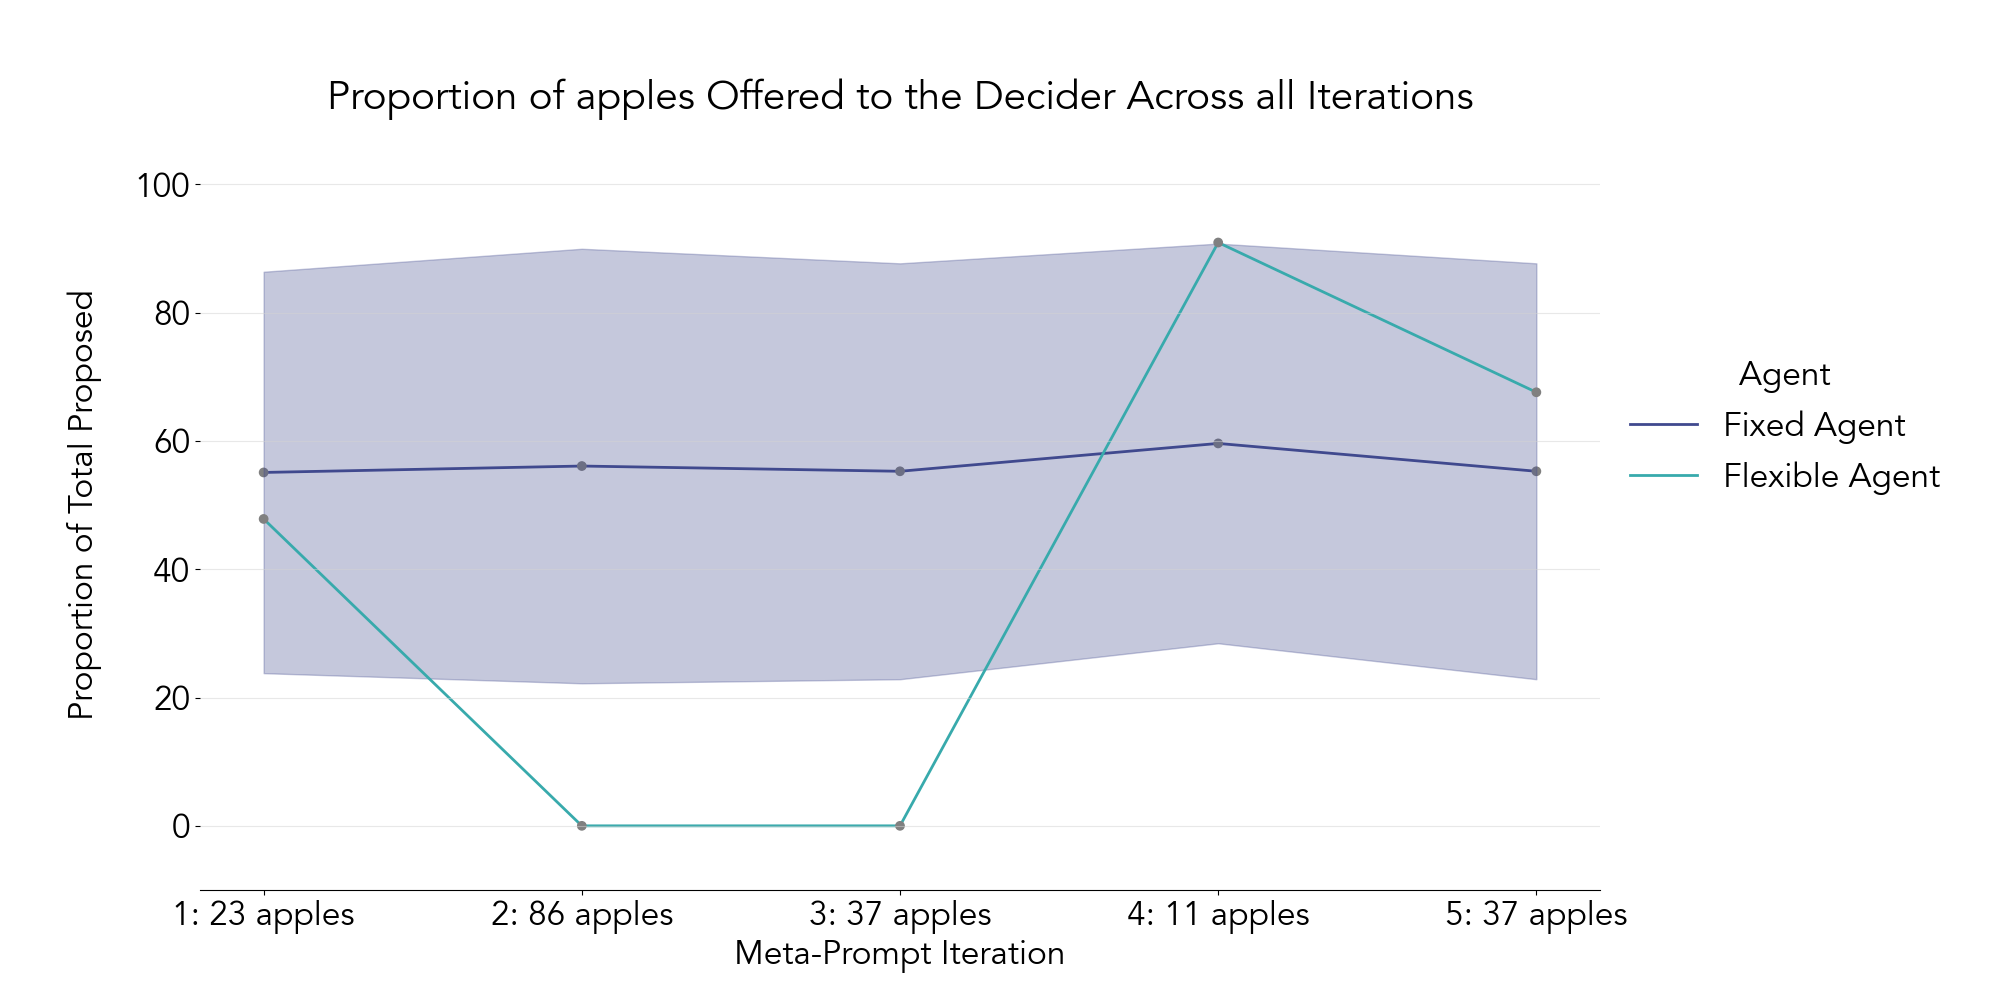 Proportion of apples Offered to the Decider Across all Iterations
Proportion of Total Proposed
100
80
60
40
20
0
1: 23 apples
2: 86 apples
3: 37 apples
4: 11 apples
5: 37 apples
Meta-Prompt Iteration
Agent
Fixed Agent
Flexible Agent